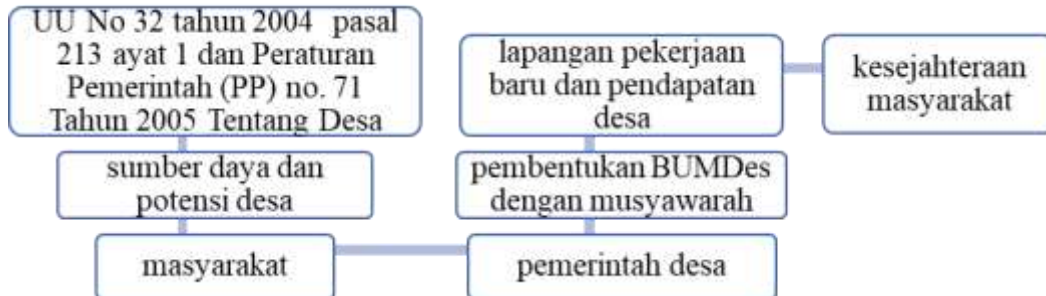 UU No 32 tahun 2004 pasal
213 ayat 1 dan Peraturan
Pemerintah (PP) no. 71
Tahun 2005 Tentang Desa
sumber daya dan
potensi desa
masyarakat
pemerintah desa
pembentukan BUMDes
dengan musyawarah
lapangan pekerjaan
baru dan pendapatan
desa
kesejahteraan
masyarakat